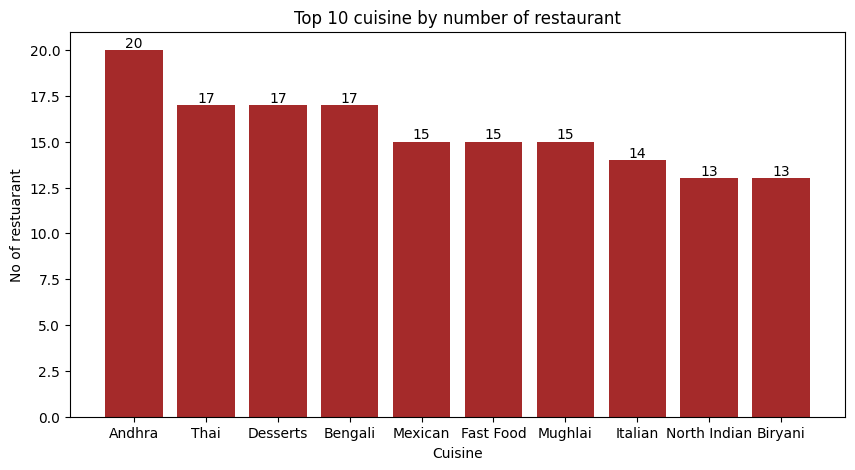 Top 10 cuisine by number of restaurant
No of restuarant
20.0
17.5
15.0
12.5
10.0
7.5
5.0
2.5
0.0
20 17 17 17 15 15 15 14 13 13
Andhra Thai Desserts Bengali Mexican Fast Food Mughlai Italian North Indian Biryani
Cuisine